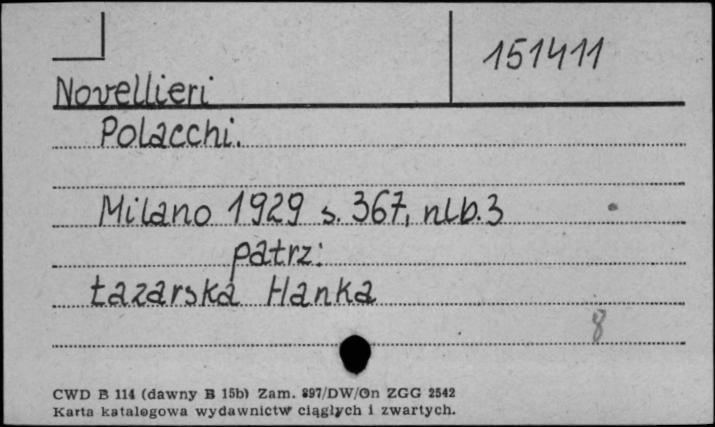 151411
Novellieri
Polacchi.
Milano 1929 s. 367, nlb. 3
patrz:
Łazarska Hanka
8
CWD B 114 (dawny B 15b) Zam. 897/DW/On ZGG 2542
Karta katalogowa wydawnictw ciągłych i zwartych.